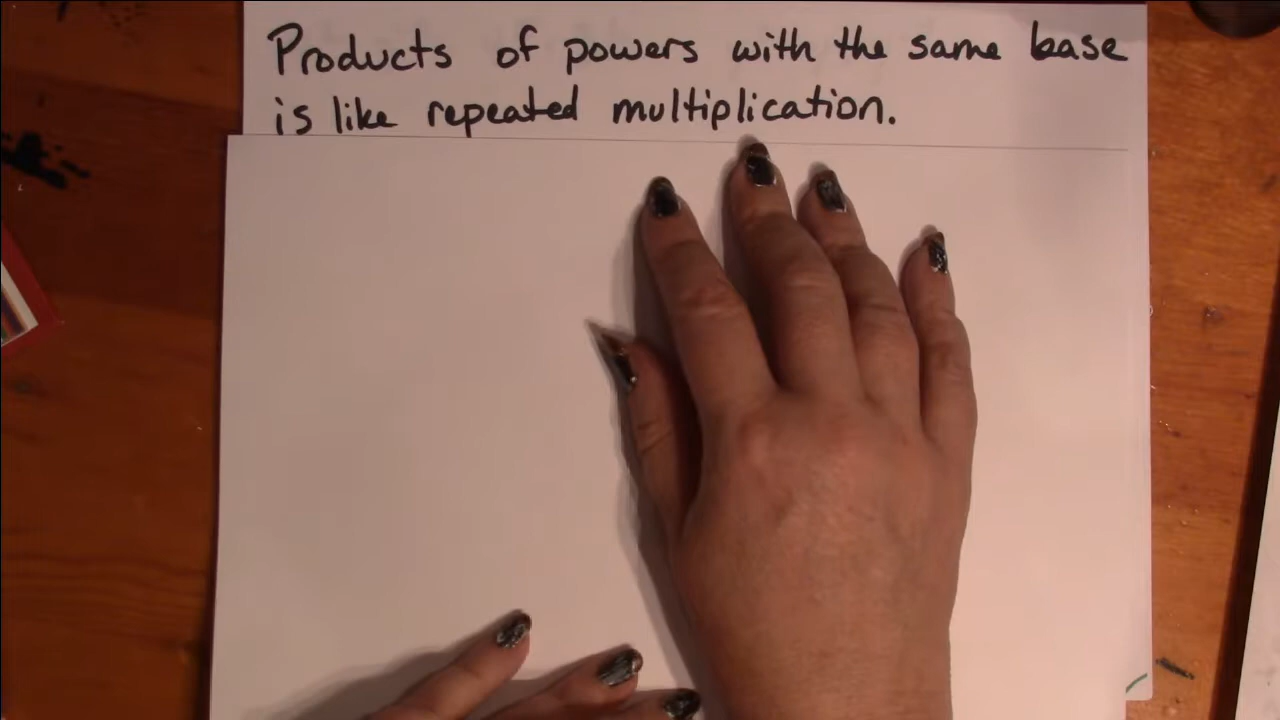 Products of powers with the same base
is like repeated multiplication.